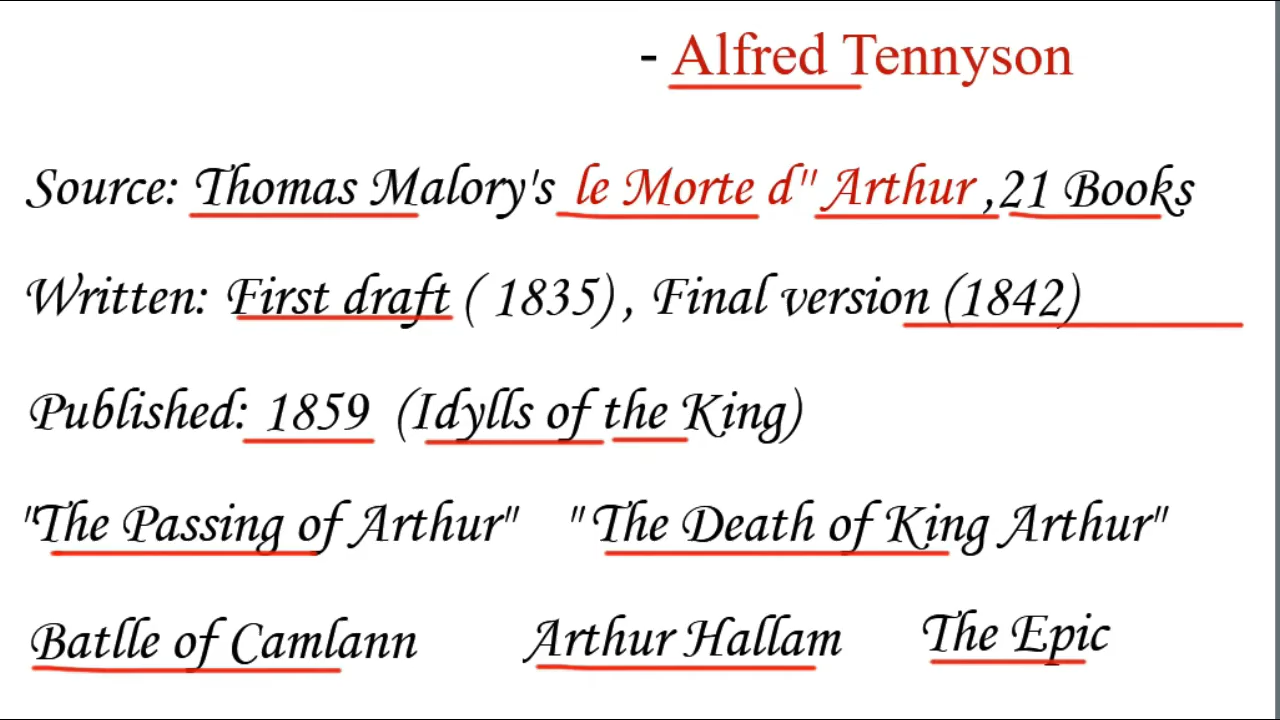 - Alfred Tennyson
Source: Thomas Malory's le Morte d" Arthur ,21 Books
Written: First draft ( 1835) , Final version (1842)
Published: 1859 (Idylls of the King)
"The Passing of Arthur" " The Death of King Arthur"
Batlle of Camlann Arthur Hallam The Epic